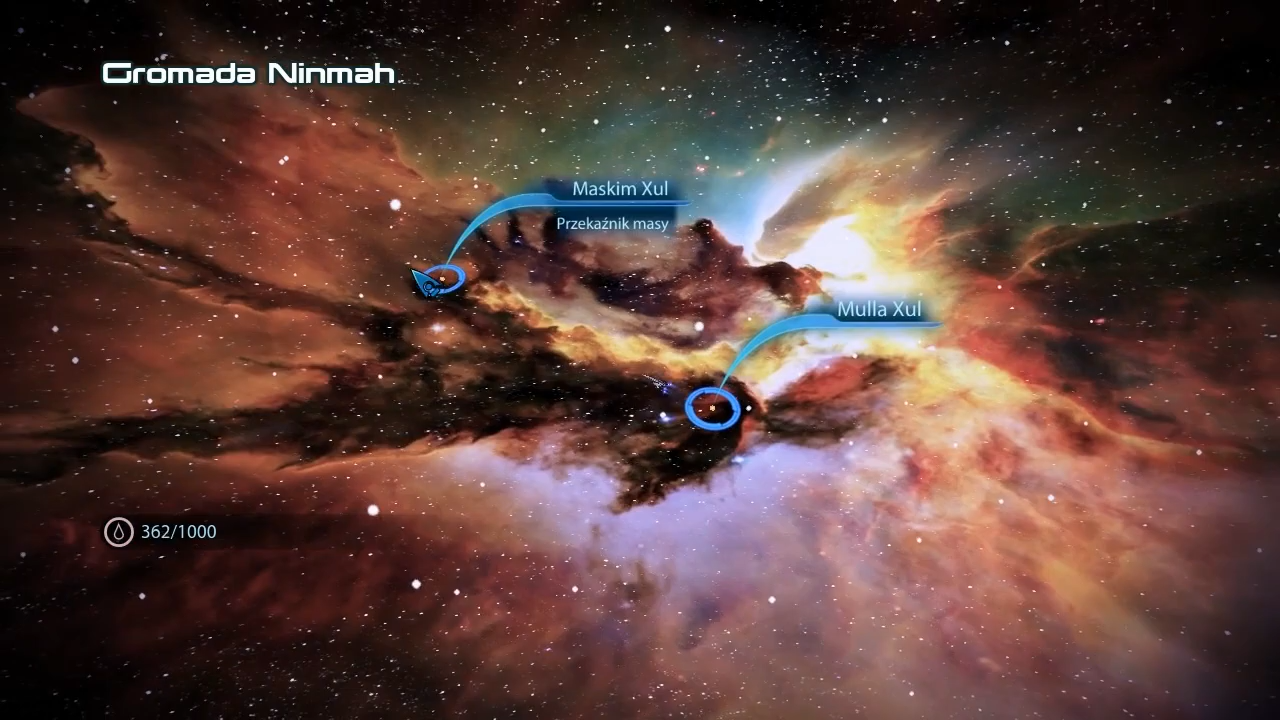 Gromada Ninmah
Maskim Xul
Przekaźnik masy
Mulla Xul
362/1000